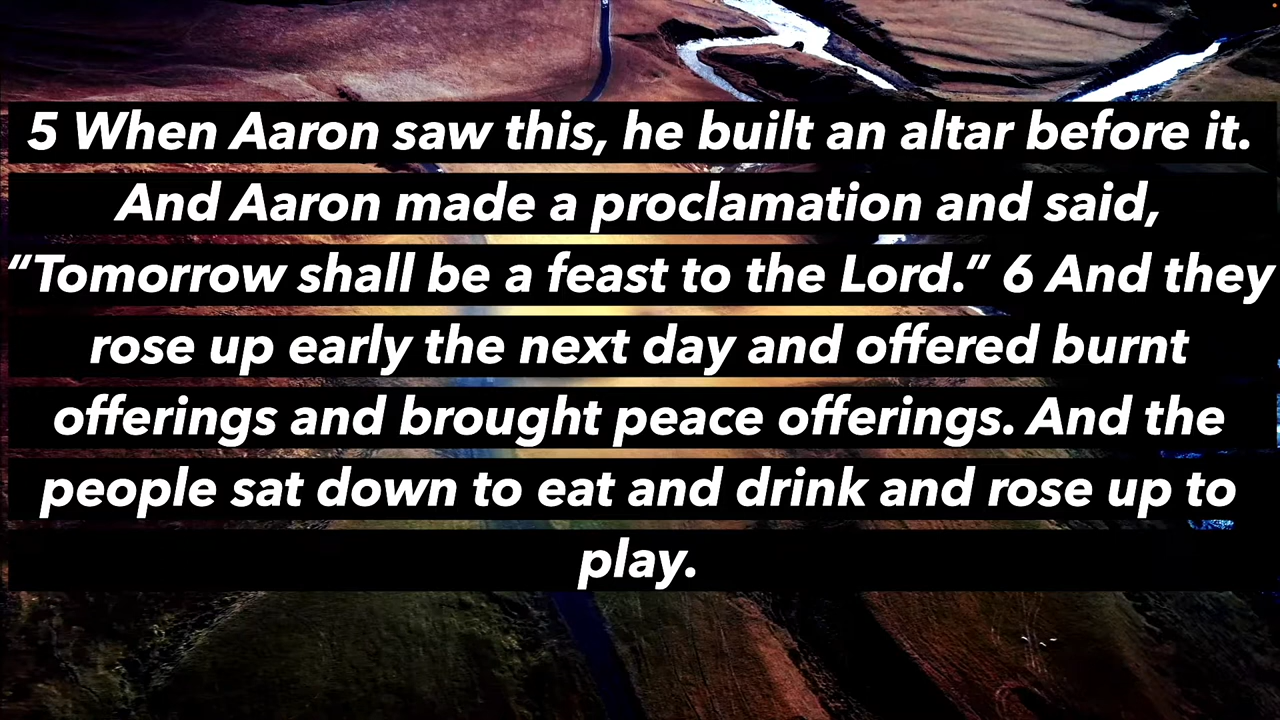 5 When Aaron saw this, he built an altar before it.
And Aaron made a proclamation and said,
“Tomorrow shall be a feast to the Lord.” 6 And they
rose up early the next day and offered burnt
offerings and brought peace offerings. And the
people sat down to eat and drink and rose up to
play.